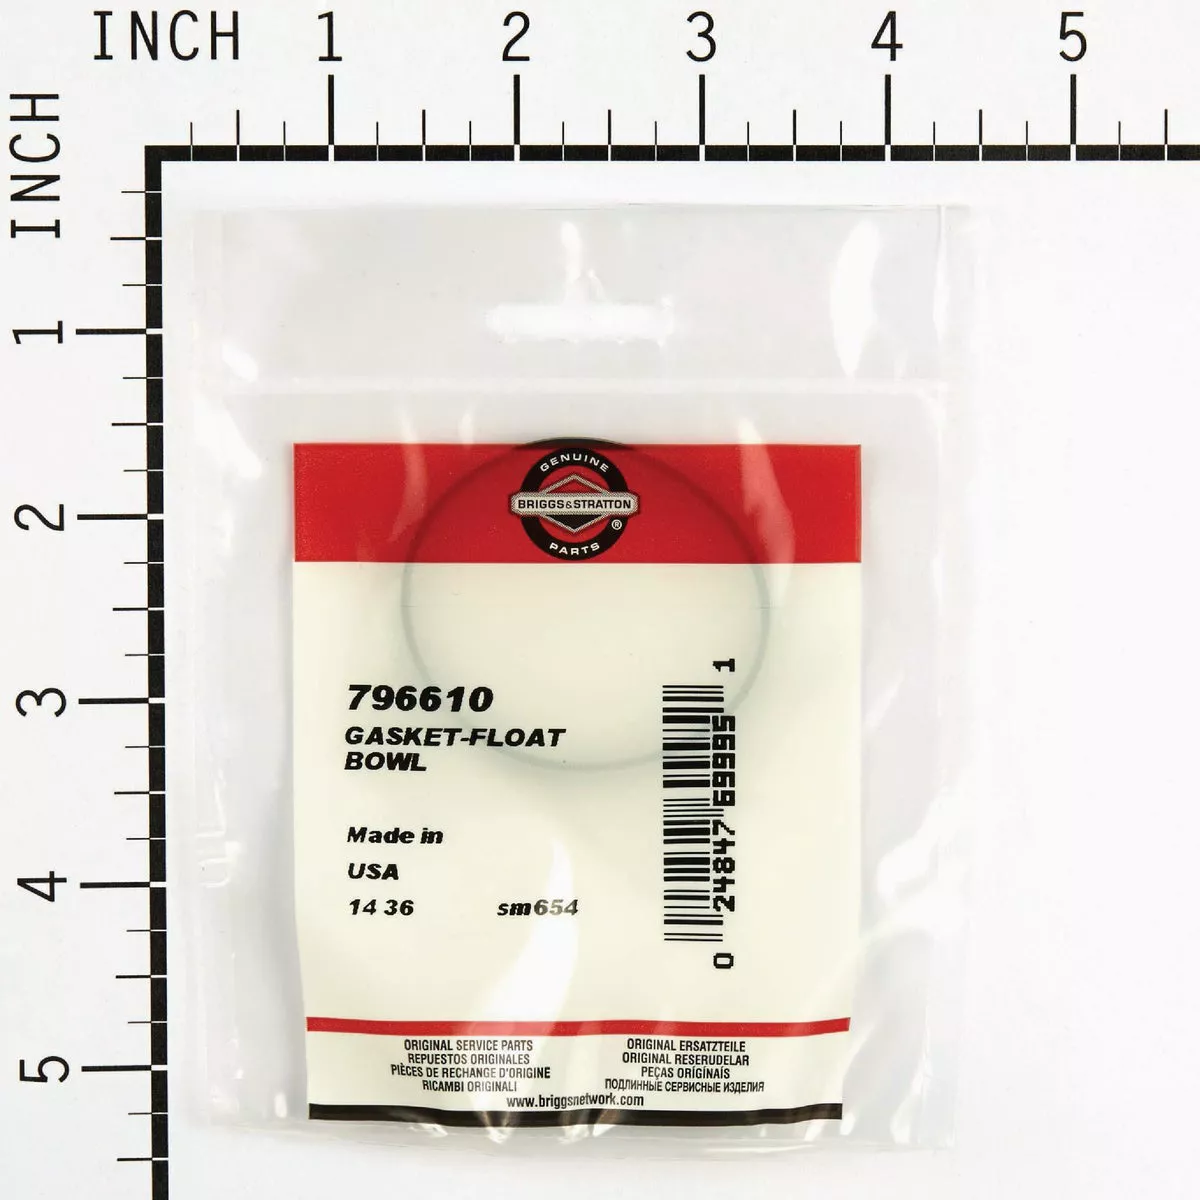 INCH 1 2 3 4 5
INCH
1
2
3
4
5
GENUINE
BRIGGS&STRATTON
®
PARTS
796610
GASKET-FLOAT
BOWL
Made in
USA
14 36 sm654
0 24847 69995 1
ORIGINAL SERVICE PARTS
REPUESTOS ORIGINALES
PIÈCES DE RECHANGE D'ORIGINE
RICAMBI ORIGINALI
ORIGINAL ERSATZTEILE
ORIGINAL RESERUDELAR
PEÇAS ORIGÍNAIS
ПОДЛИННЫЕ СЕРВИСНЫЕ ИЗДЕЛИЯ
www.briggsnetwork.com